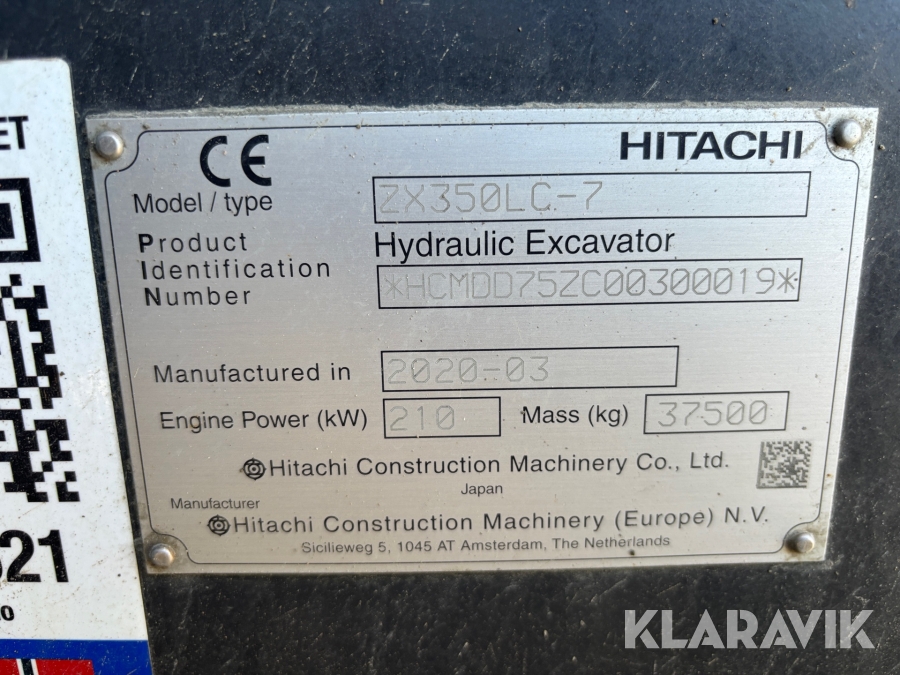 ET
21
HITACHI
CE
Model / type ZX350LC-7
Product Hydraulic Excavator
Identification
Number *HCMDD75ZC00300019*
Manufactured in 2020-03
Engine Power (kW) 210 Mass (kg) 37500
Hitachi Construction Machinery Co., Ltd.
Japan
Manufacturer
Hitachi Construction Machinery (Europe) N.V.
Sicilieweg 5, 1045 AT Amsterdam, The Netherlands
KLARAVIK